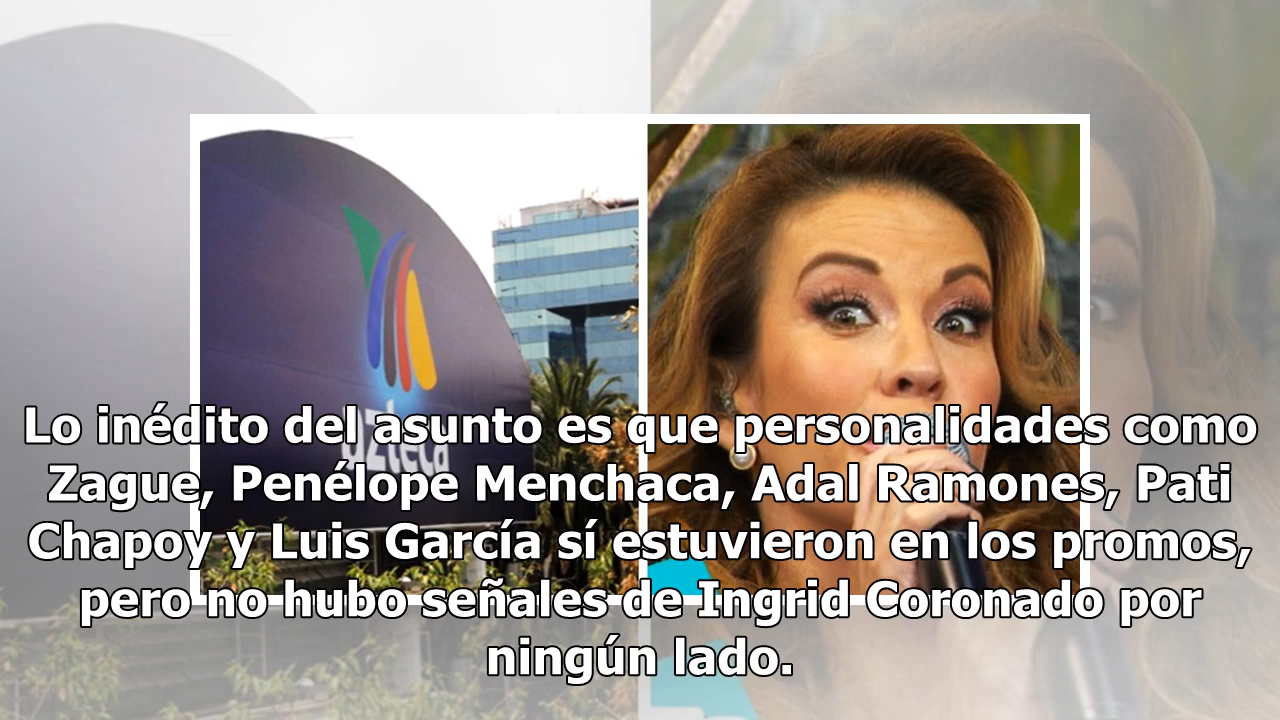 azteca
Lo inédito del asunto es que personalidades como
Zague, Penélope Menchaca, Adal Ramones, Pati
Chapoy y Luis García sí estuvieron en los promos,
pero no hubo señales de Ingrid Coronado por
ningún lado.